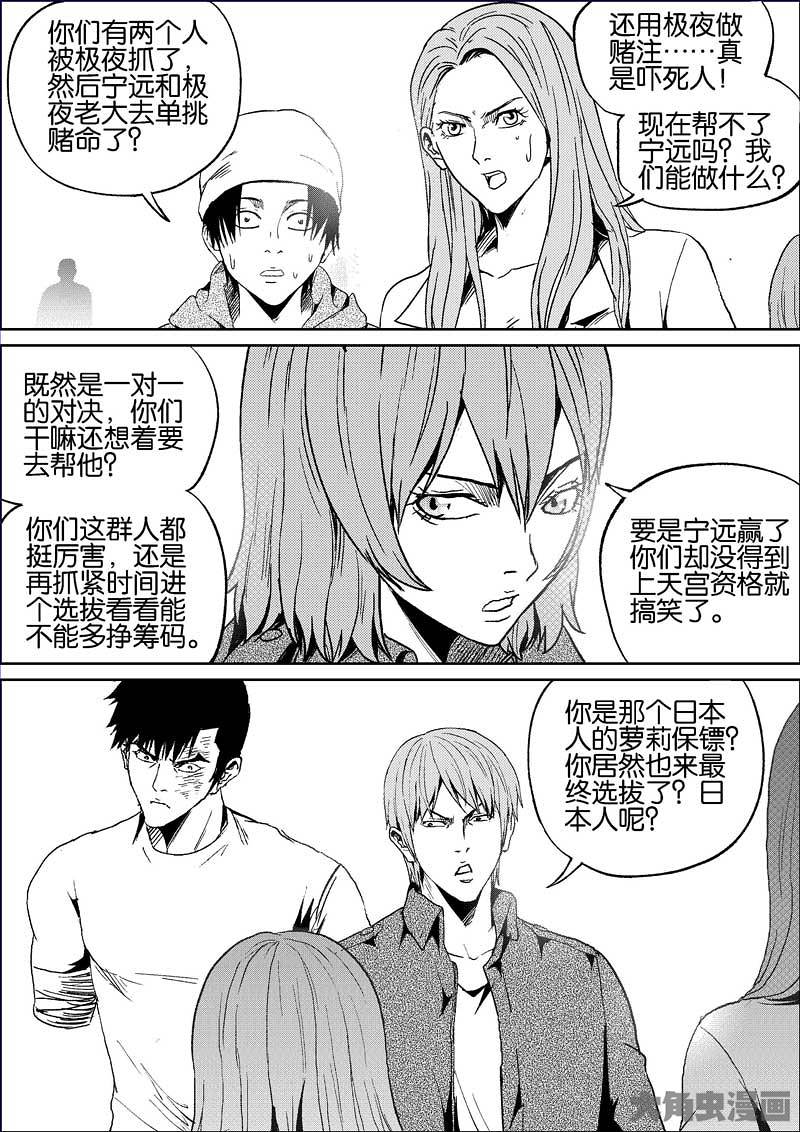 你们有两个人
被极夜抓了，
然后宁远和极
夜老大去单挑
赌命了？
还用极夜做
赌注……真
是吓死人！
现在帮不了
宁远吗？我
们能做什么？
既然是一对一
的对决，你们
干嘛还想着要
去帮他？
你们这群人都
挺厉害，还是
再抓紧时间进
个选拔看看能
不能多挣筹码。
要是宁远赢了
你们却没得到
上天宫资格就
搞笑了。
你是那个日本
人的萝莉保镖？
你居然也来最
终选拔了？日
本人呢？
大角虫漫画